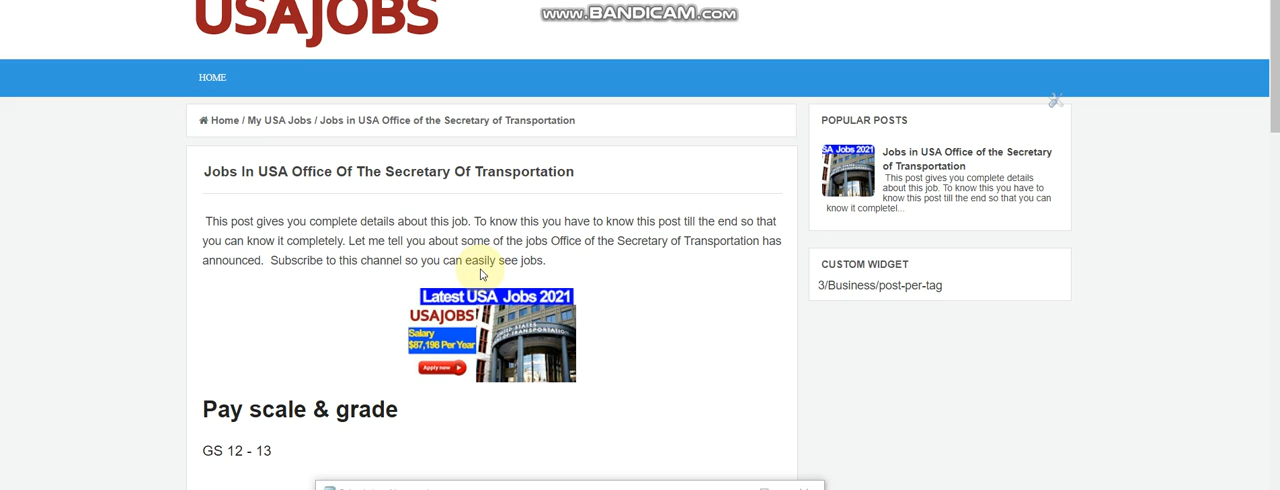 USAJOBS
www.BANDICAM.com
HOME
Home / My USA Jobs / Jobs in USA Office of the Secretary of Transportation
Jobs In USA Office Of The Secretary Of Transportation
This post gives you complete details about this job. To know this you have to know this post till the end so that
you can know it completely. Let me tell you about some of the jobs Office of the Secretary of Transportation has
announced. Subscribe to this channel so you can easily see jobs.
Latest USA Jobs 2021
USAJOBS
Salary
$87,198 Per Year
Apply now
Pay scale & grade
GS 12 - 13
POPULAR POSTS
SA Jobs 2021
Jobs in USA Office of the Secretary
of Transportation
This post gives you complete details
about this job. To know this you have to
know this post till the end so that you can
know it completel...
CUSTOM WIDGET
3/Business/post-per-tag